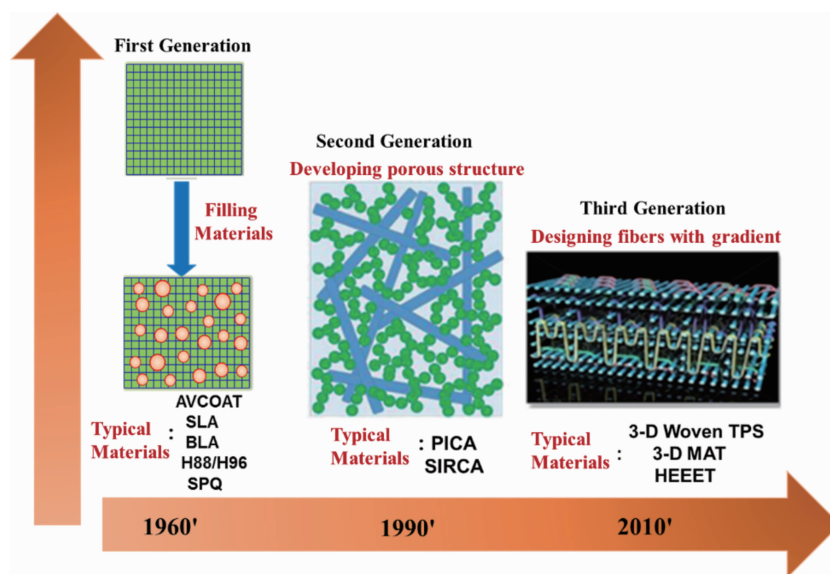 First Generation
Filling
Materials
Typical
Materials
:
AVCOAT
SLA
BLA
H88/H96
SPQ
Second Generation
Developing porous structure
Typical
Materials
:
PICA
SIRCA
Third Generation
Designing fibers with gradient
Typical
Materials
:
3-D Woven TPS
3-D MAT
HEEET
1960'
1990'
2010'